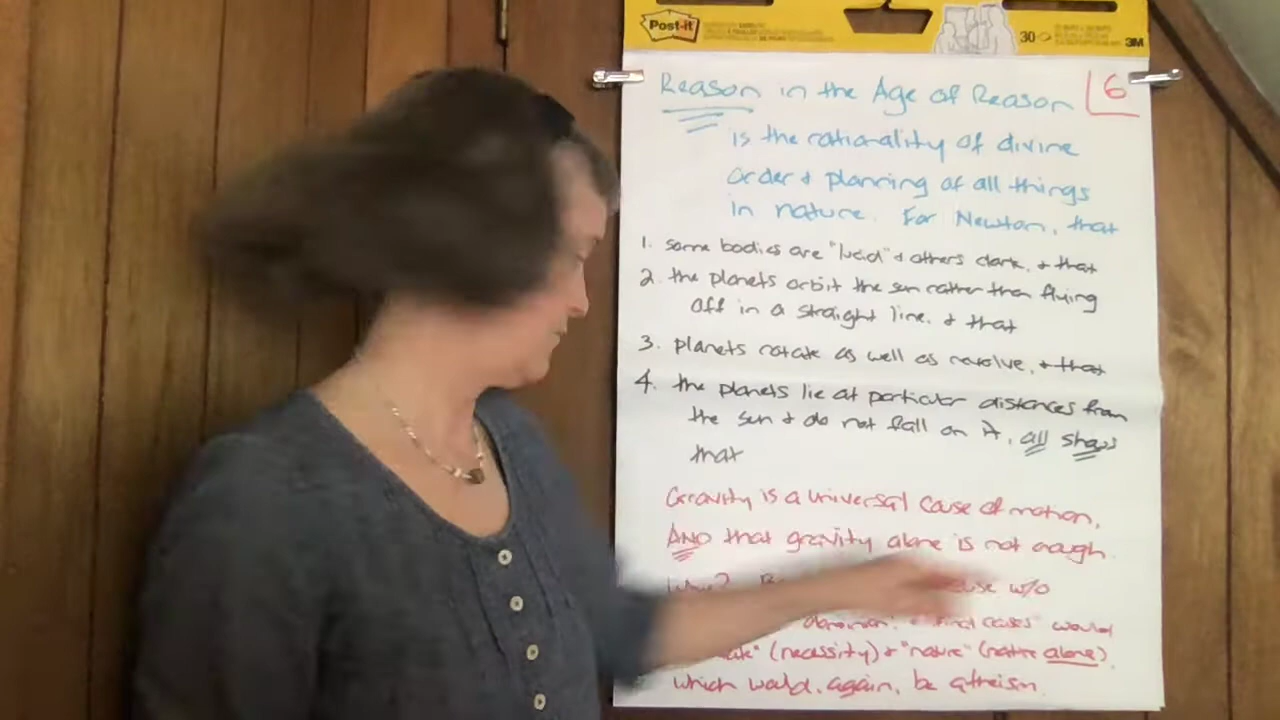 Post-it
30
3M
Reason in the Age of Reason
6
is the rationality of divine
order + planning of all things
in nature. For Newton, that
1. some bodies are "lucid" + others dark, + that
2. the planets orbit the sun rather than flying
off in a straight line, + that
3. planets rotate as well as revolve, + that
4. the planets lie at particular distances from
the sun + do not fall on it, all shows
that
Gravity is a universal cause of motion,
AND that gravity alone is not enough.
Why? w/o
"final causes" would
(necessity) + "nature" (nature alone),
which would, again, be atheism.